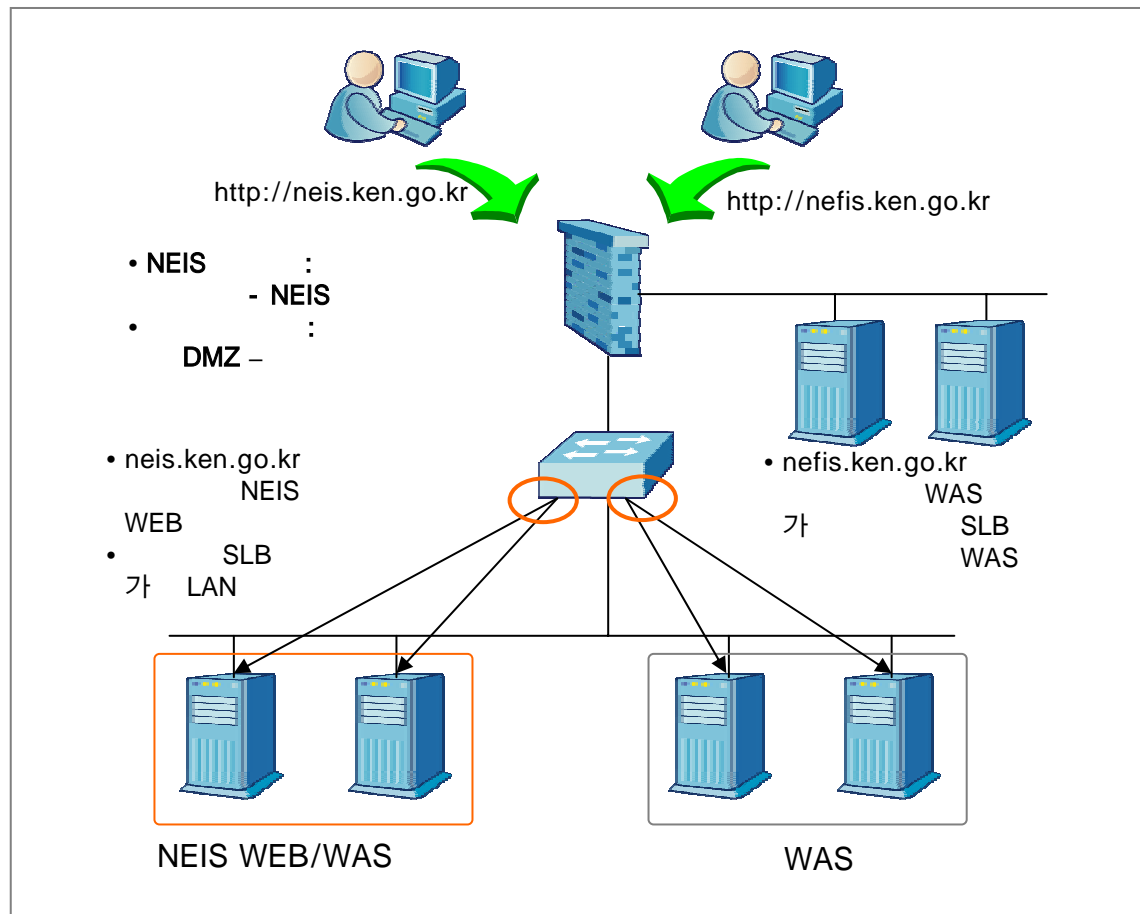 http://neis.ken.go.kr
http://nefis.ken.go.kr
• NEIS :
- NEIS
• :
DMZ –
• neis.ken.go.kr
NEIS
WEB
• SLB
가 LAN
• nefis.ken.go.kr
WAS
가 SLB
WAS
NEIS WEB/WAS
WAS